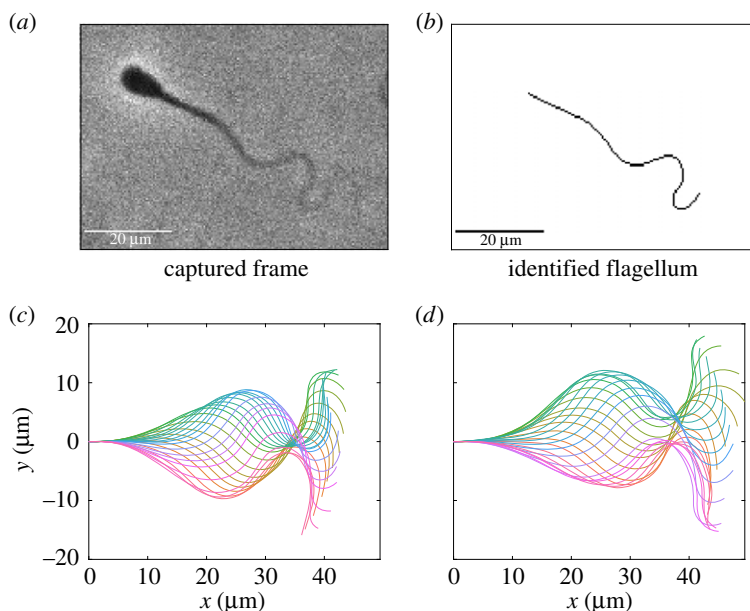 (a)
(b)
20 µm
20 µm
captured frame
identified flagellum
(c)
(d)
20
10
0
−10
−20
y (µm)
0 10 20 30 40
x (µm)
0 10 20 30 40
x (µm)